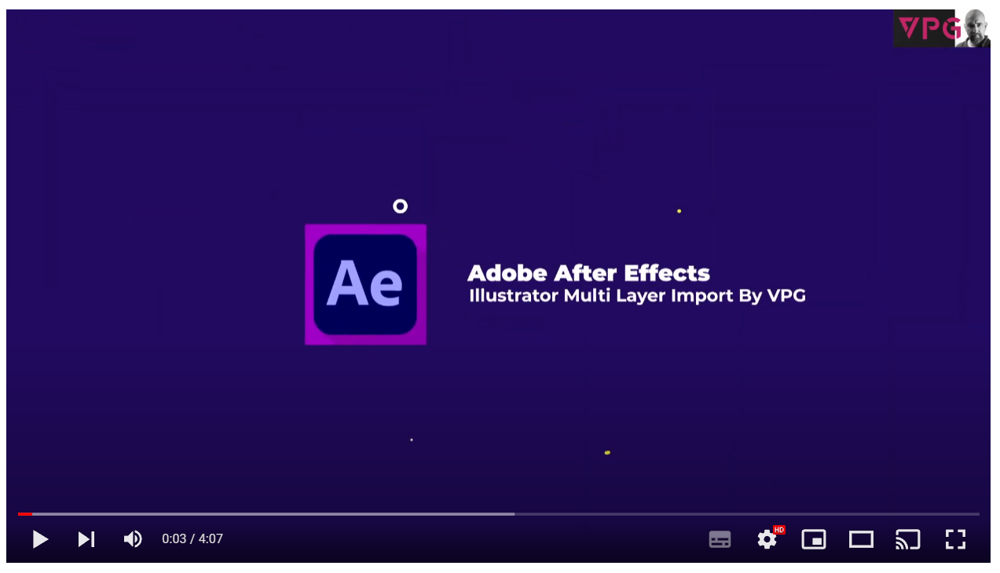 VPG
Ae
Adobe After Effects
Illustrator Multi Layer Import By VPG
0:03 / 4:07
HD